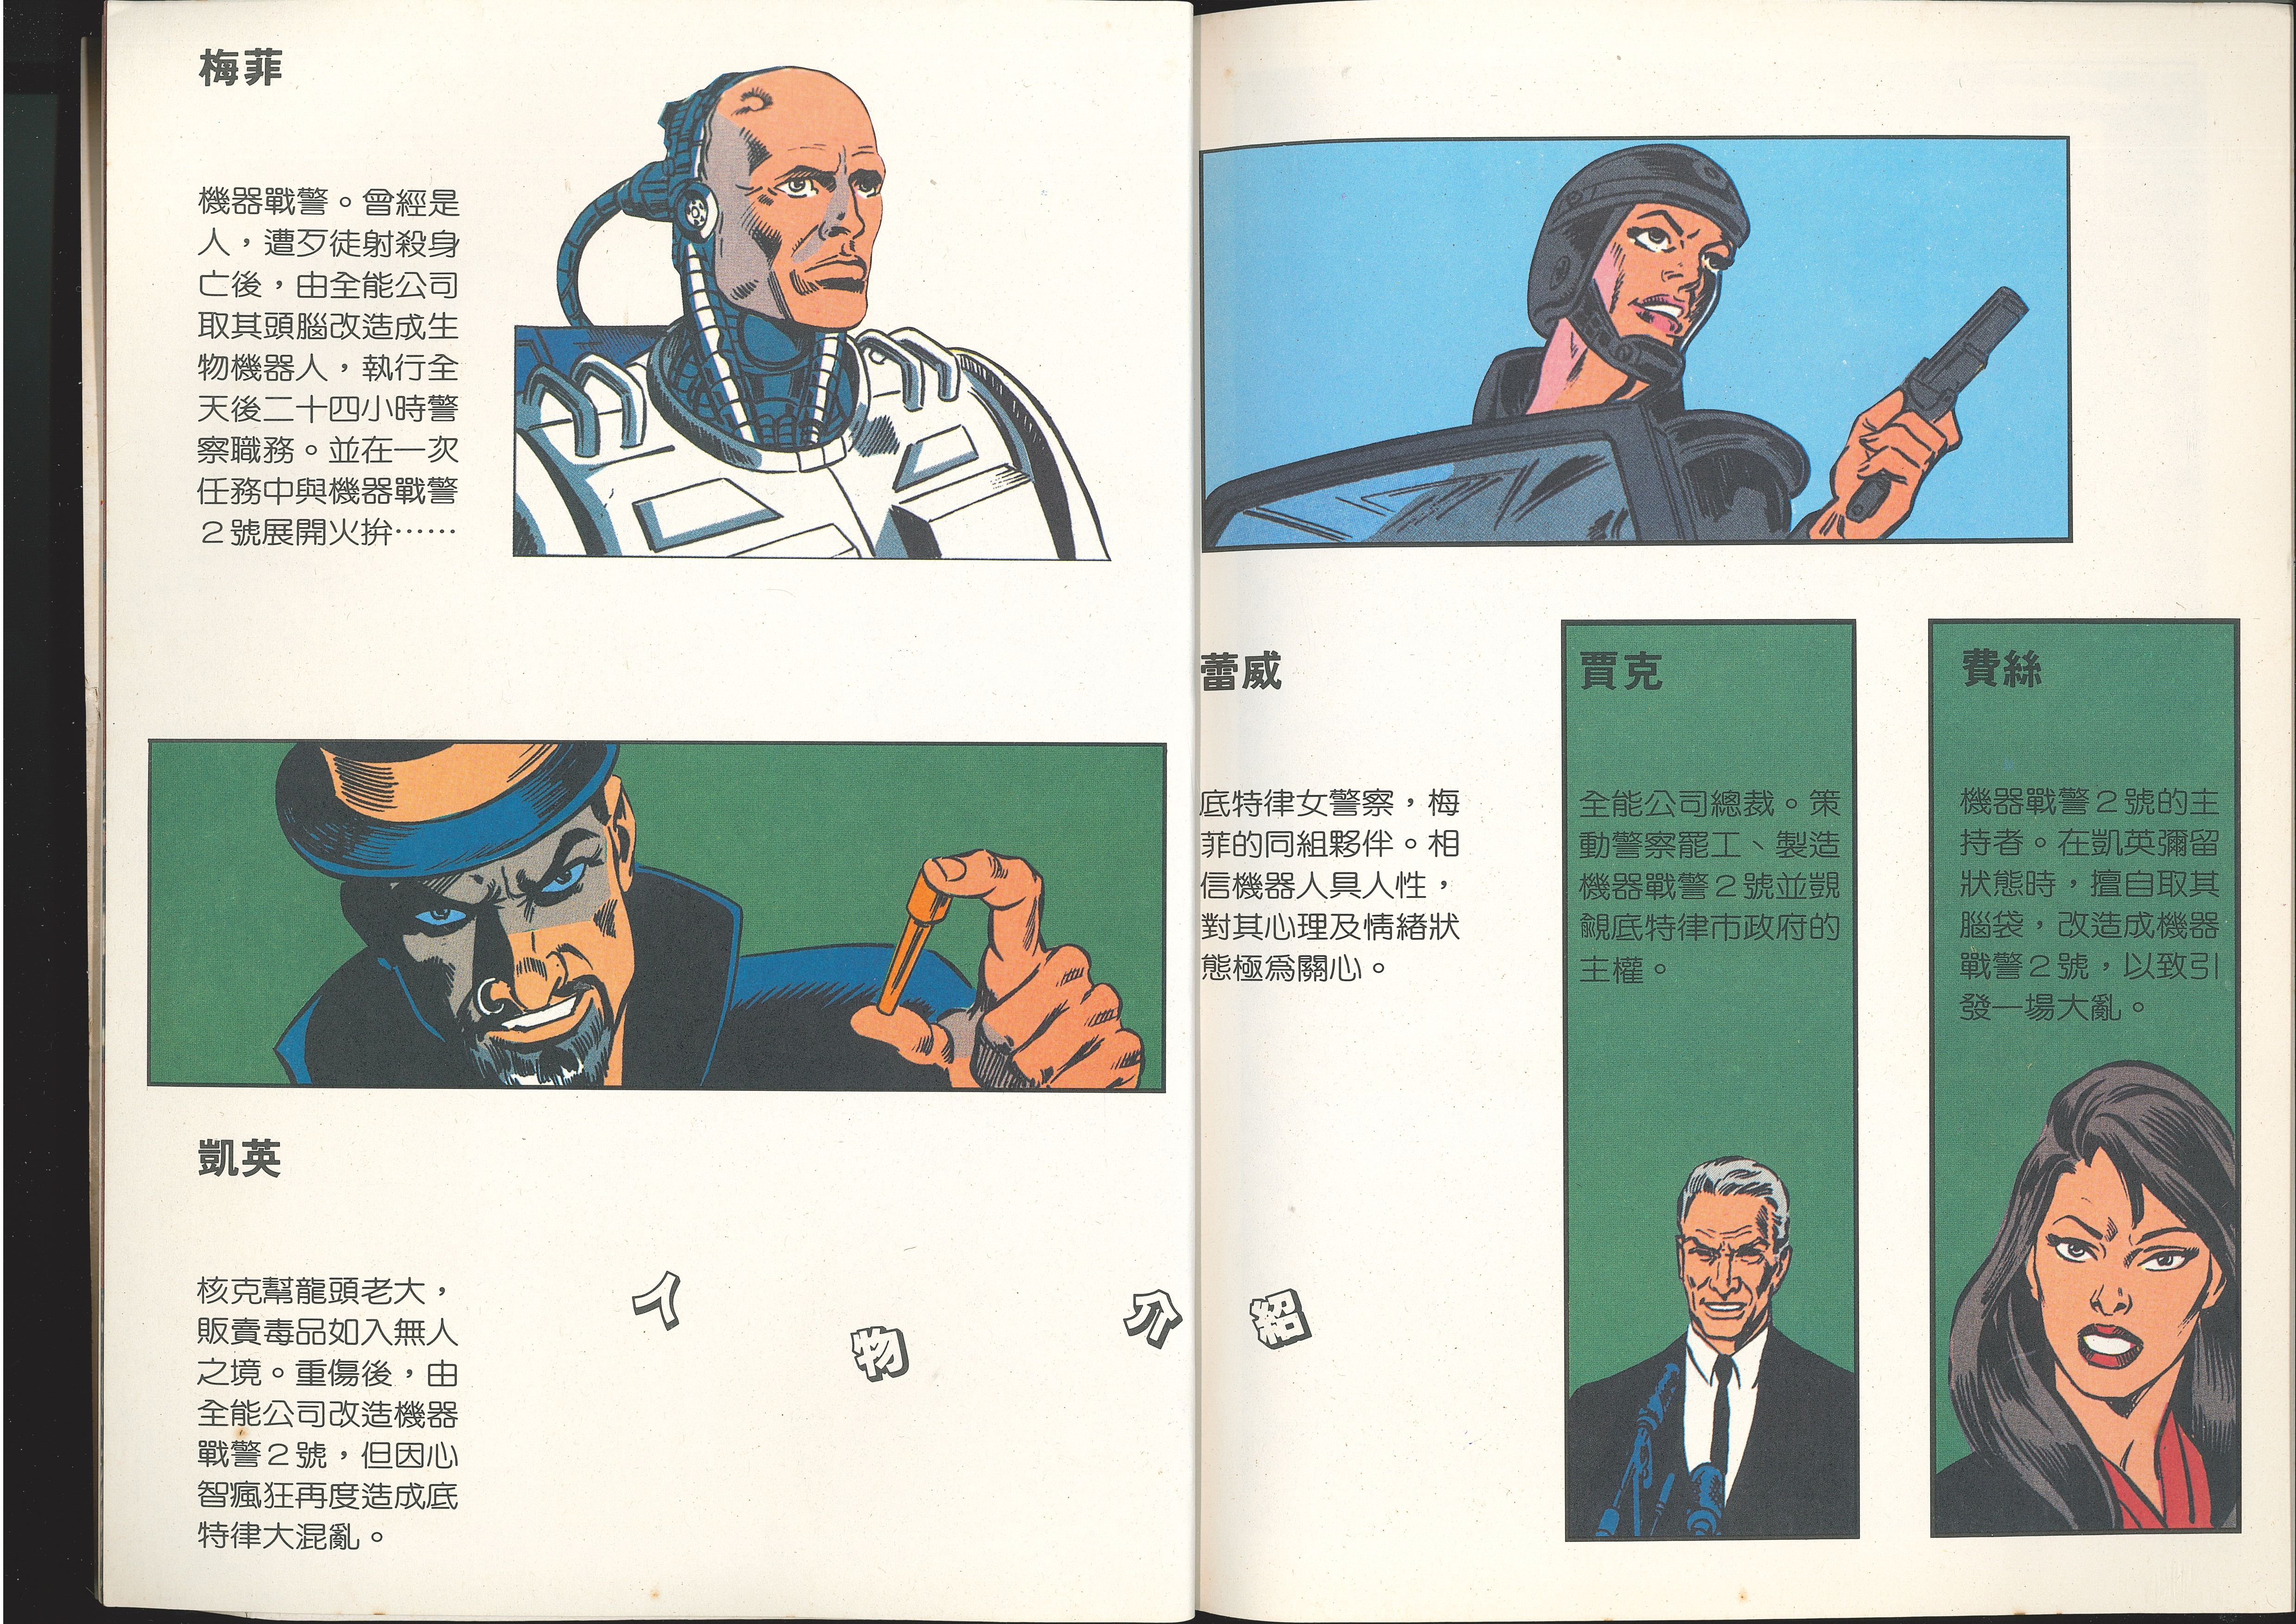 梅菲
機器戰警。曾經是
人，遭歹徒射殺身
亡後，由全能公司
取其頭腦改造成生
物機器人，執行全
天後二十四小時警
察職務。並在一次
任務中與機器戰警
２號展開火拚……
凱英
核克幫龍頭老大，
販賣毒品如入無人
之境。重傷後，由
全能公司改造機器
戰警２號，但因心
智瘋狂再度造成底
特律大混亂。
人物介紹
蕾威
底特律女警察，梅
菲的同組夥伴。相
信機器人具人性，
對其心理及情緒狀
態極為關心。
賈克
全能公司總裁。策
動警察罷工、製造
機器戰警２號並覬
覦底特律市政府的
主權。
費絲
機器戰警２號的主
持者。在凱英彌留
狀態時，擅自取其
腦袋，改造成機器
戰警２號，以致引
發一場大亂。